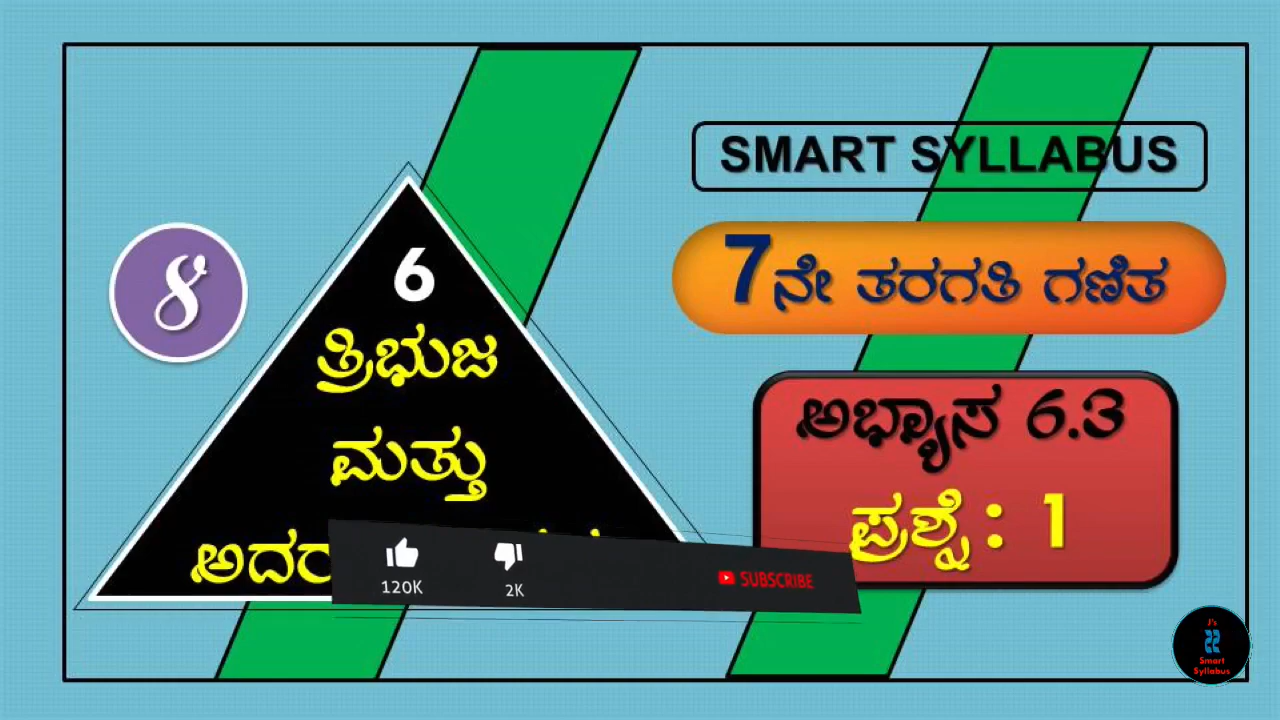 SMART SYLLABUS
8
6
ತ್ರಿಭುಜ
ಮತ್ತು
7ನೇ ತರಗತಿ ಗಣಿತ
ಅಭ್ಯಾಸ 6.3
ಪ್ರಶ್ನೆ : 1
120K
2K
SUBSCRIBE
J's
Smart
Syllabus